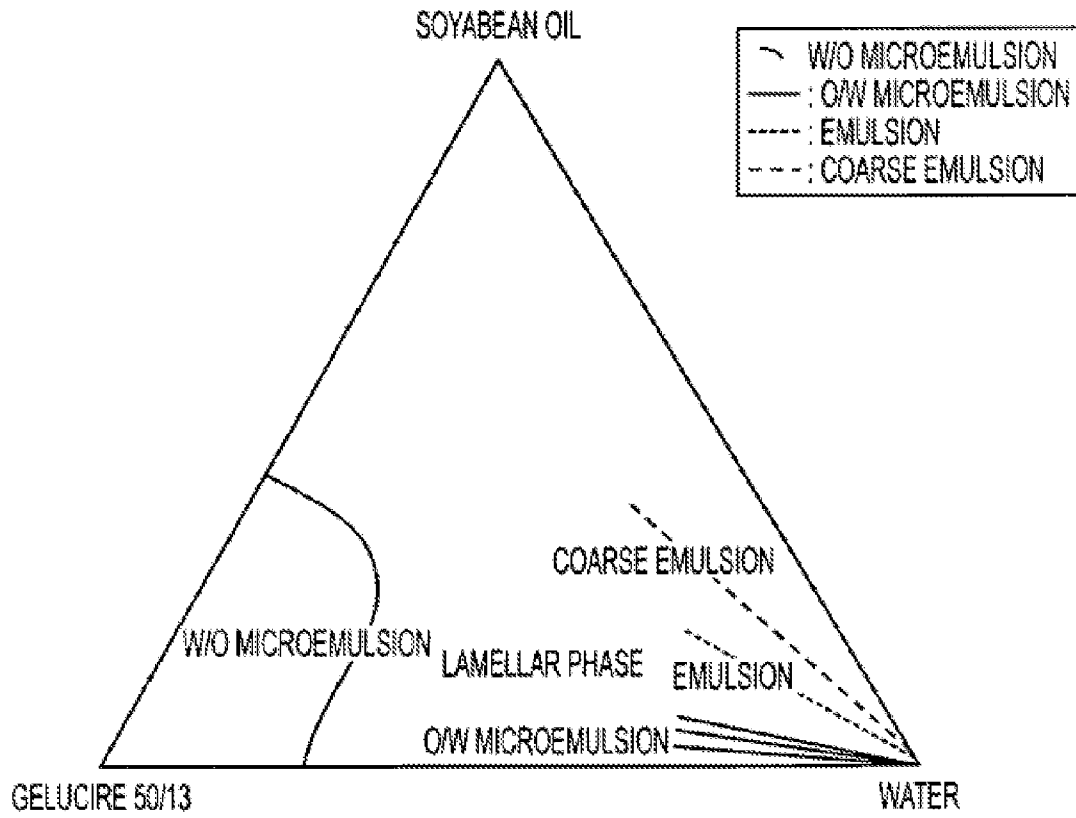 SOYABEAN OIL
W/O MICROEMULSION
: O/W MICROEMULSION
: EMULSION
: COARSE EMULSION
COARSE EMULSION
W/O MICROEMULSION
LAMELLAR PHASE
EMULSION
O/W MICROEMULSION
GELUCIRE 50/13
WATER